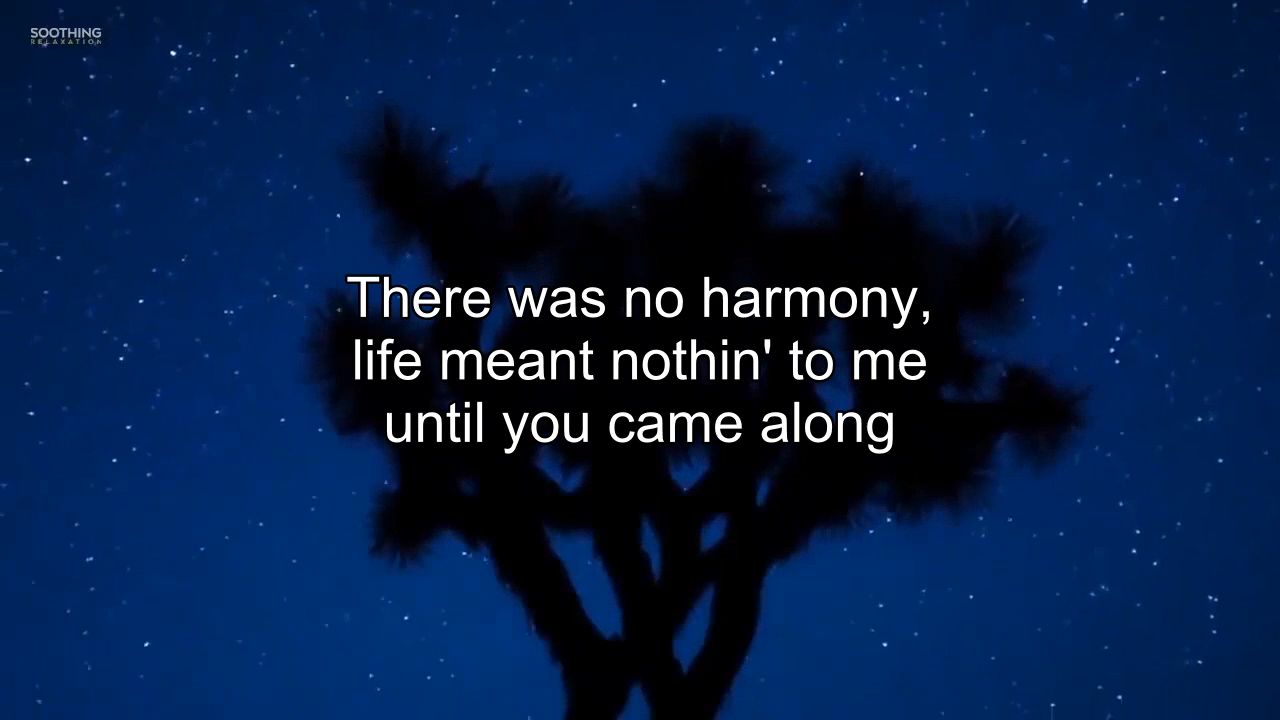 SOOTHING
RELAXATION
There was no harmony,
life meant nothin' to me
until you came along